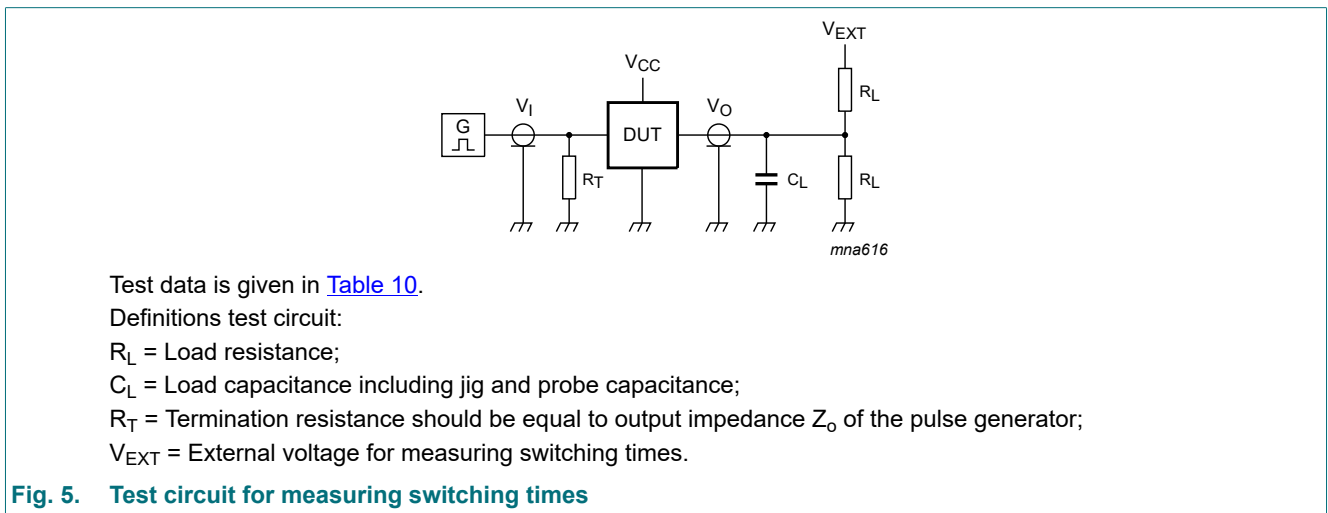 VEXT
VCC
RL
VI
VO
G
DUT
RT
CL
RL
mna616
Test data is given in Table 10.
Definitions test circuit:
RL = Load resistance;
CL = Load capacitance including jig and probe capacitance;
RT = Termination resistance should be equal to output impedance Zo of the pulse generator;
VEXT = External voltage for measuring switching times.
Fig. 5. Test circuit for measuring switching times